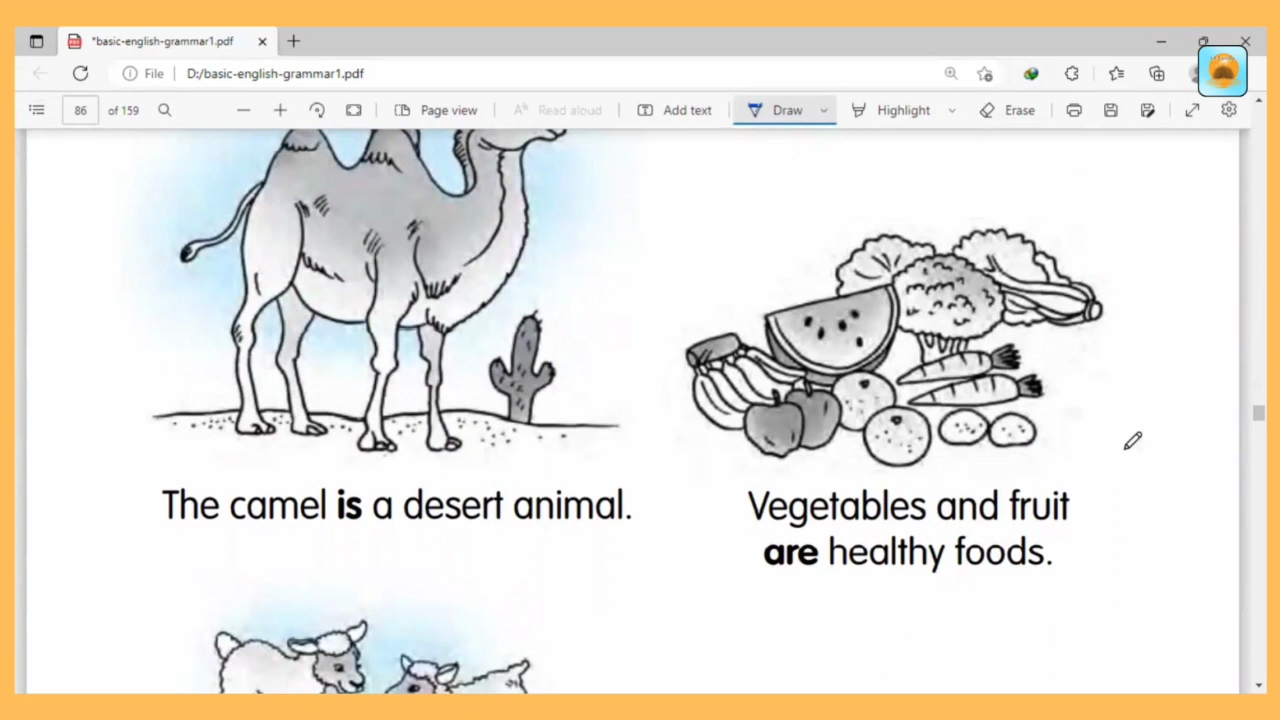 *basic-english-grammar1.pdf
File D:/basic-english-grammar1.pdf
86 of 159 Page view Read aloud Add text Draw Highlight Erase
The camel is a desert animal.
Vegetables and fruit
are healthy foods.